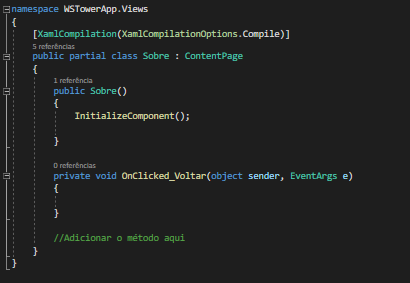 namespace WSTowerApp.Views
{
[XamlCompilation(XamlCompilationOptions.Compile)]
5 referências
public partial class Sobre : ContentPage
{
1 referência
public Sobre()
{
InitializeComponent();
}
0 referências
private void OnClicked_Voltar(object sender, EventArgs e)
{
}
//Adicionar o método aqui
}
}